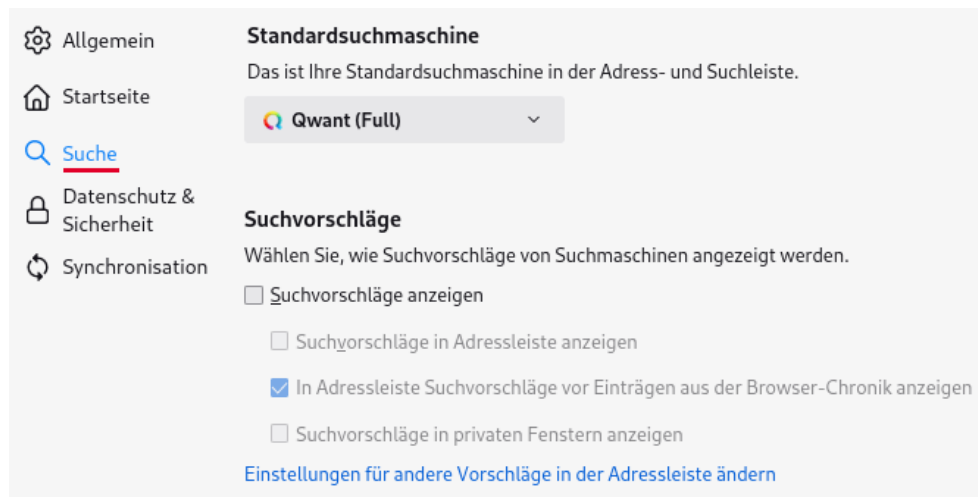 Allgemein
Startseite
Suche
Datenschutz &
Sicherheit
Synchronisation
Standardsuchmaschine
Das ist Ihre Standardsuchmaschine in der Adress- und Suchleiste.
Qwant (Full)
Suchvorschläge
Wählen Sie, wie Suchvorschläge von Suchmaschinen angezeigt werden.
Suchvorschläge anzeigen
Suchvorschläge in Adressleiste anzeigen
In Adressleiste Suchvorschläge vor Einträgen aus der Browser-Chronik anzeigen
Suchvorschläge in privaten Fenstern anzeigen
Einstellungen für andere Vorschläge in der Adressleiste ändern